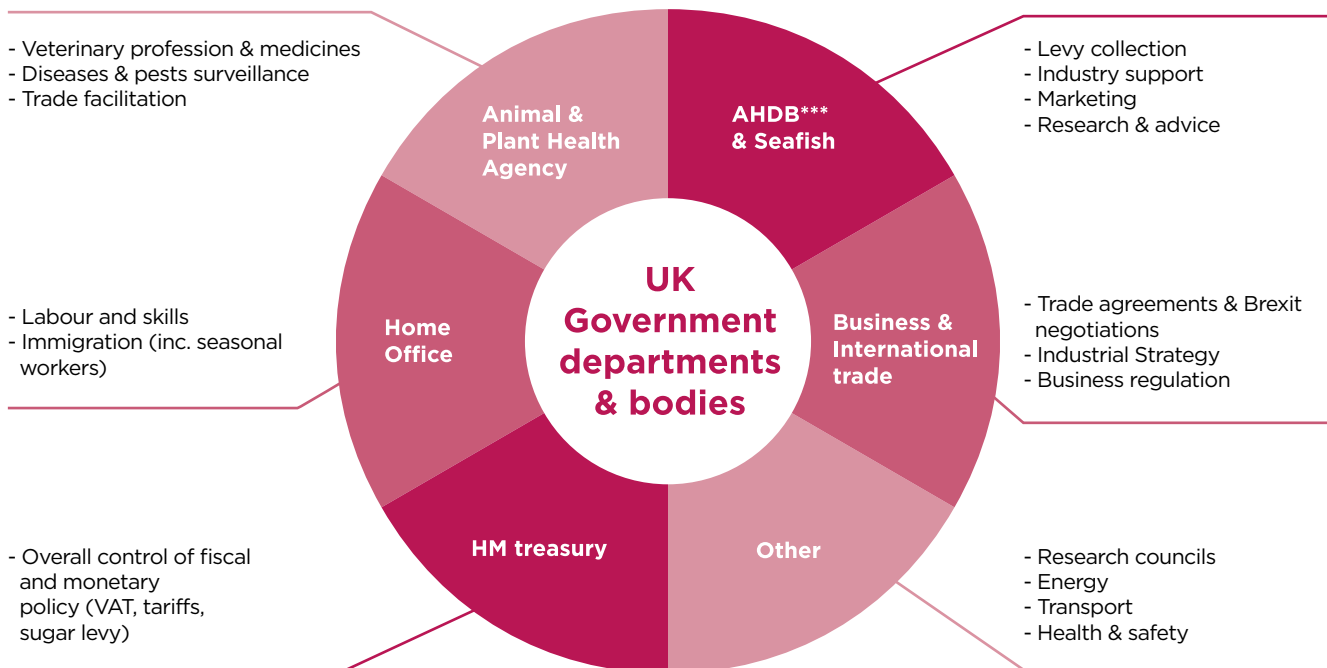 - Veterinary profession & medicines
- Diseases & pests surveillance
- Trade facilitation
Animal &
Plant Health
Agency
AHDB***
& Seafish
- Levy collection
- Industry support
- Marketing
- Research & advice
- Labour and skills
- Immigration (inc. seasonal
workers)
Home
Office
UK
Government
departments
& bodies
Business &
International
trade
- Trade agreements & Brexit
negotiations
- Industrial Strategy
- Business regulation
- Overall control of fiscal
and monetary
policy (VAT, tariffs,
sugar levy)
HM treasury
Other
- Research councils
- Energy
- Transport
- Health & safety